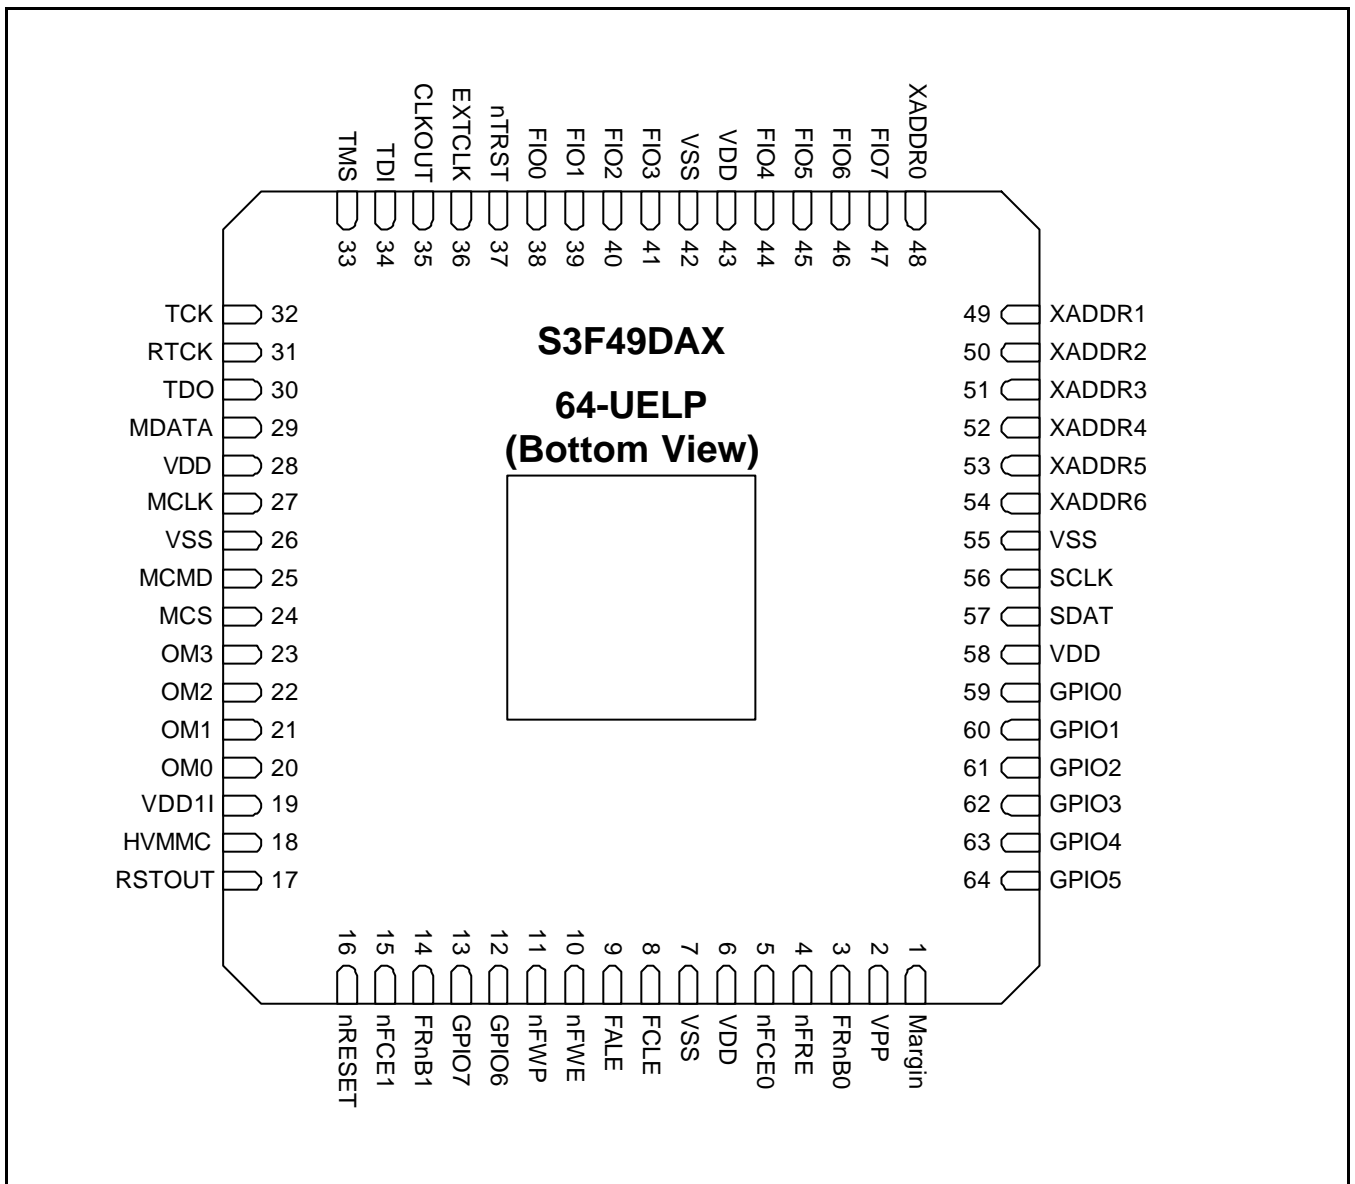 TMS
TDI
CLKOUT
EXTCLK
nTRST
FIO0
FIO1
FIO2
FIO3
VSS
VDD
FIO4
FIO5
FIO6
FIO7
XADDR0
33
34
35
36
37
38
39
40
41
42
43
44
45
46
47
48
TCK 32
RTCK 31
TDO 30
MDATA 29
VDD 28
MCLK 27
VSS 26
MCMD 25
MCS 24
OM3 23
OM2 22
OM1 21
OM0 20
VDD1I 19
HVMMC 18
RSTOUT 17
S3F49DAX
64-UELP
(Bottom View)
49 XADDR1
50 XADDR2
51 XADDR3
52 XADDR4
53 XADDR5
54 XADDR6
55 VSS
56 SCLK
57 SDAT
58 VDD
59 GPIO0
60 GPIO1
61 GPIO2
62 GPIO3
63 GPIO4
64 GPIO5
16
15
14
13
12
11
10
9
8
7
6
5
4
3
2
1
nRESET
nFCE1
FRnB1
GPIO7
GPIO6
nFWP
nFWE
FALE
FCLE
VSS
VDD
nFCE0
nFRE
FRnB0
VPP
Margin